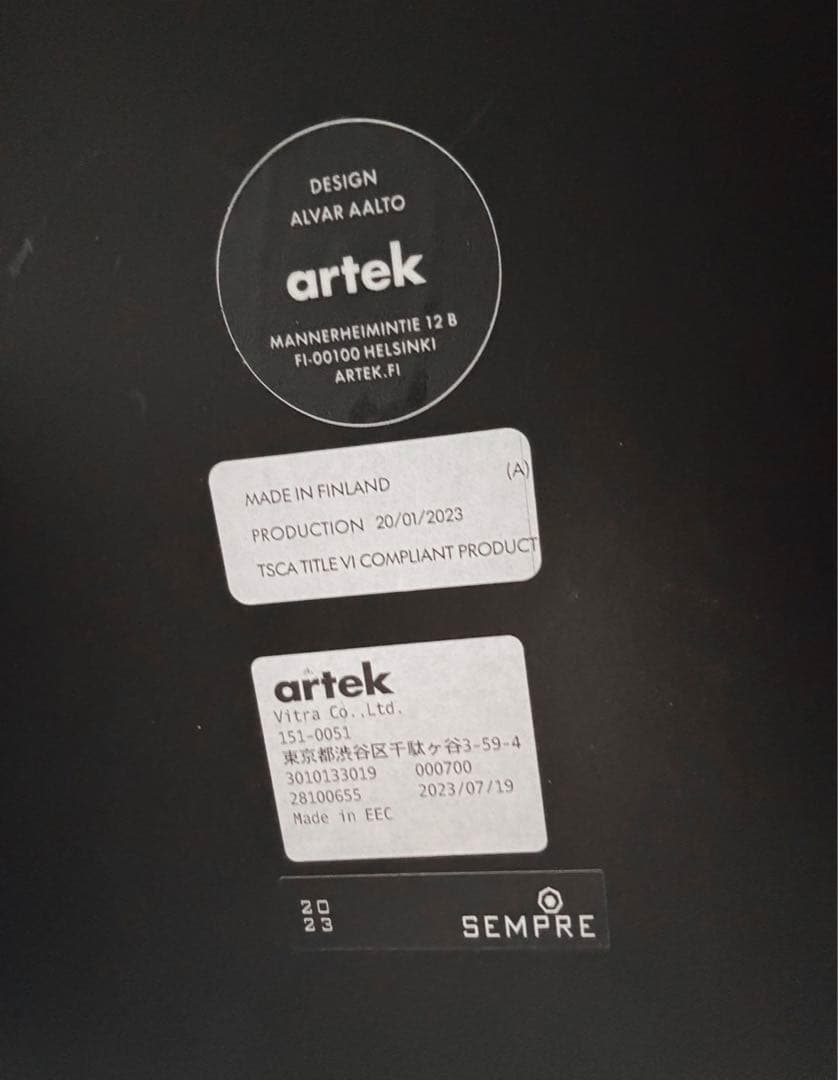 DESIGN
ALVAR AALTO
artek
MANNERHEIMINTIE 12 B
FI-00100 HELSINKI
ARTEK.FI
MADE IN FINLAND (A)
PRODUCTION 20/01/2023
TSCA TITLE VI COMPLIANT PRODUCT
artek
Vitra Co.,Ltd.
151-0051
東京都渋谷区千駄ヶ谷3-59-4
3010133019 000700
28100655 2023/07/19
Made in EEC
20
23
SEMPRE